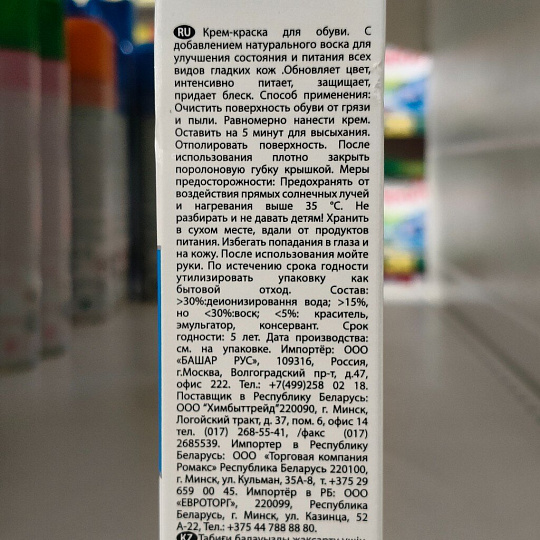 RU Крем-краска для обуви. С
добавлением натурального воска для
улучшения состояния и питания всех
видов гладких кож .Обновляет цвет,
интенсивно питает, защищает,
придает блеск. Способ применения:
Очистить поверхность обуви от грязи
и пыли. Равномерно нанести крем.
Оставить на 5 минут для высыхания.
Отполировать поверхность. После
использования плотно закрыть
поролоновую губку крышкой. Меры
предосторожности: Предохранять от
воздействия прямых солнечных лучей
и нагревания выше 35 °C. Не
разбирать и не давать детям! Хранить
в сухом месте, вдали от продуктов
питания. Избегать попадания в глаза и
на кожу. После использования мойте
руки. По истечению срока годности
утилизировать упаковку как
бытовой отход. Состав:
>30%:деионизировання вода; >15%,
но <30%:воск; <5%: краситель,
эмульгатор, консервант. Срок
годности: 5 лет. Дата производства:
см. на упаковке. Импортёр: ООО
«БАШАР РУС», 109316, Россия,
г.Москва, Волгоградский пр-т, д.47,
офис 222. Тел.: +7(499)258 02 18.
Поставщик в Республику Беларусь:
ООО "Химбыттрейд"220090, г. Минск,
Логойский тракт, д. 37, пом. 6, офис 14
тел. (017) 268-55-41, /факс (017)
2685539. Импортер в Республику
Беларусь: ООО «Торговая компания
Ромакс» Республика Беларусь 220100,
г. Минск, ул. Кульман, 35А-8, т. +375 29
659 00 45. Импортёр в РБ: ООО
«ЕВРОТОРГ», 220099, Республика
Беларусь, г. Минск, ул. Казинца, 52
А-22, Тел.: +375 44 788 88 80.
KZ Табиғи балауызды жақсарту үшін